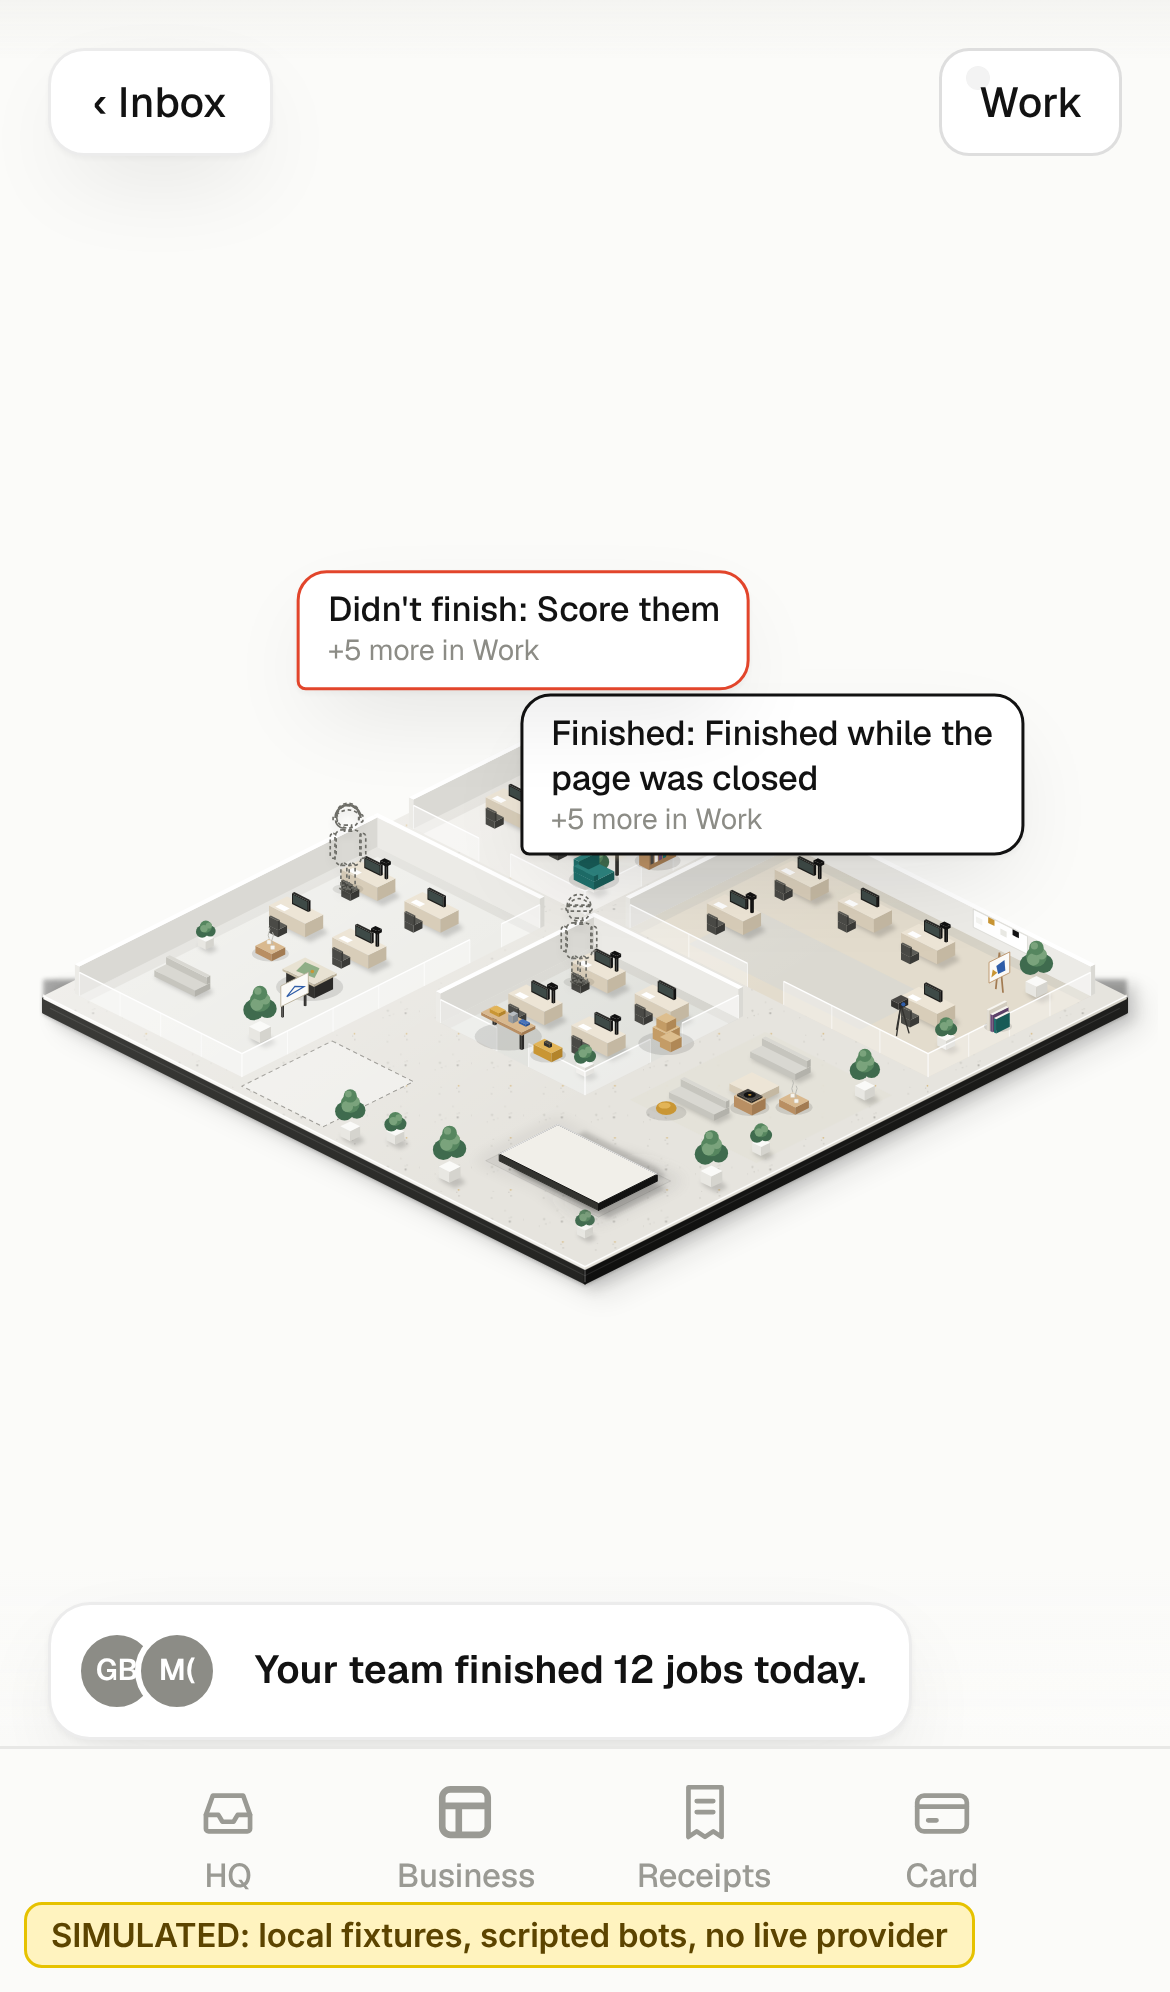 ‹ Inbox
Work
Didn't finish: Score them
+5 more in Work
Finished: Finished while the
page was closed
+5 more in Work
GB
M(
Your team finished 12 jobs today.
HQ
Business
Receipts
Card
SIMULATED: local fixtures, scripted bots, no live provider